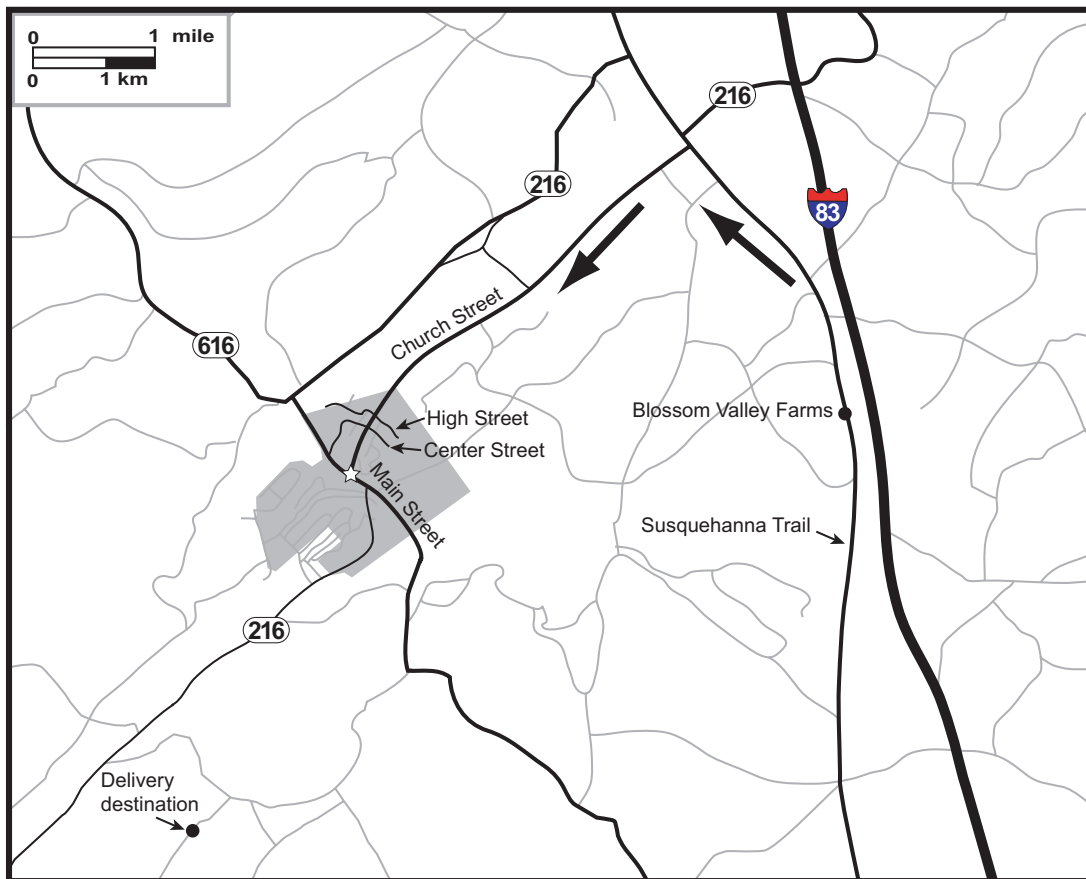 0 1 mile
0 1 km
216
83
216
Church Street
616
Blossom Valley Farms
High Street
Center Street
Main Street
Susquehanna Trail
216
Delivery
destination